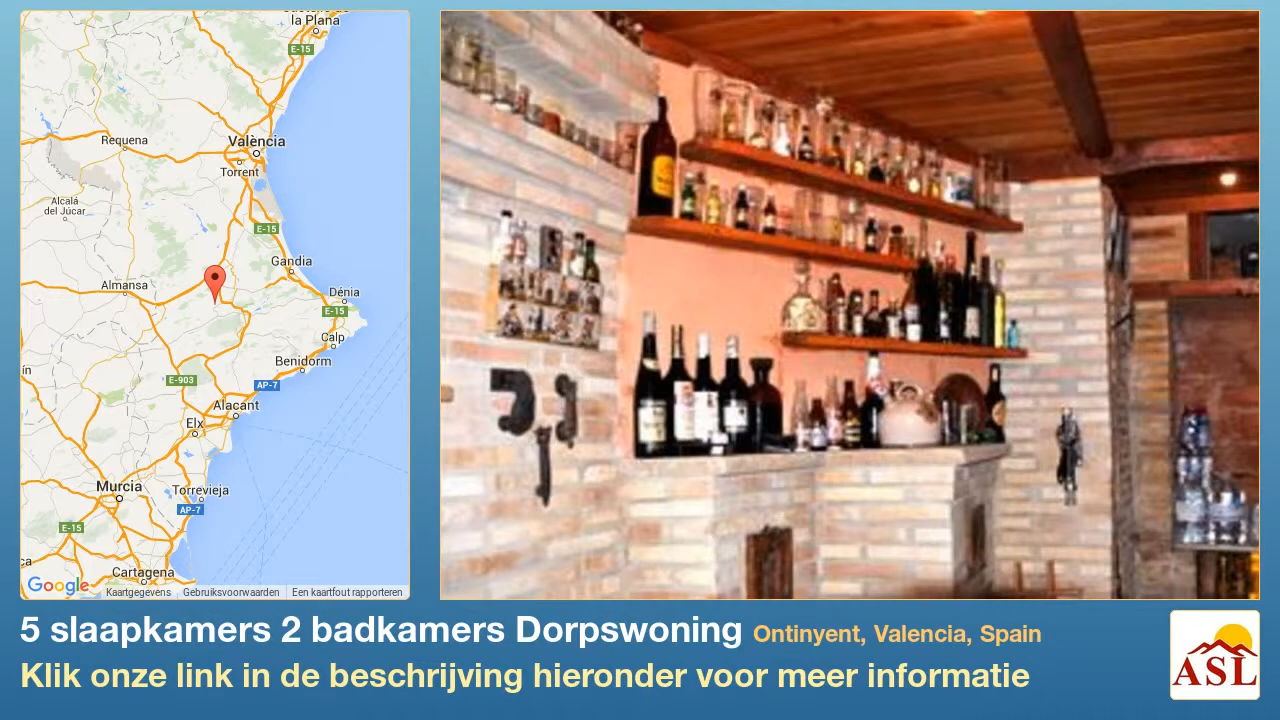 Castelló de
la Plana
E-15
Requena
València
Torrent
Alcalá
del Júcar
E-15
Gandia
Almansa
Dénia
E-15
Calp
Benidorm
ín
E-903
AP-7
Alacant
Elx
Murcia
Torrevieja
AP-7
E-15
ca
Cartagena
Google
Kaartgegevens Gebruiksvoorwaarden Een kaartfout rapporteren
5 slaapkamers 2 badkamers Dorpswoning Ontinyent, Valencia, Spain
Klik onze link in de beschrijving hieronder voor meer informatie
ASL